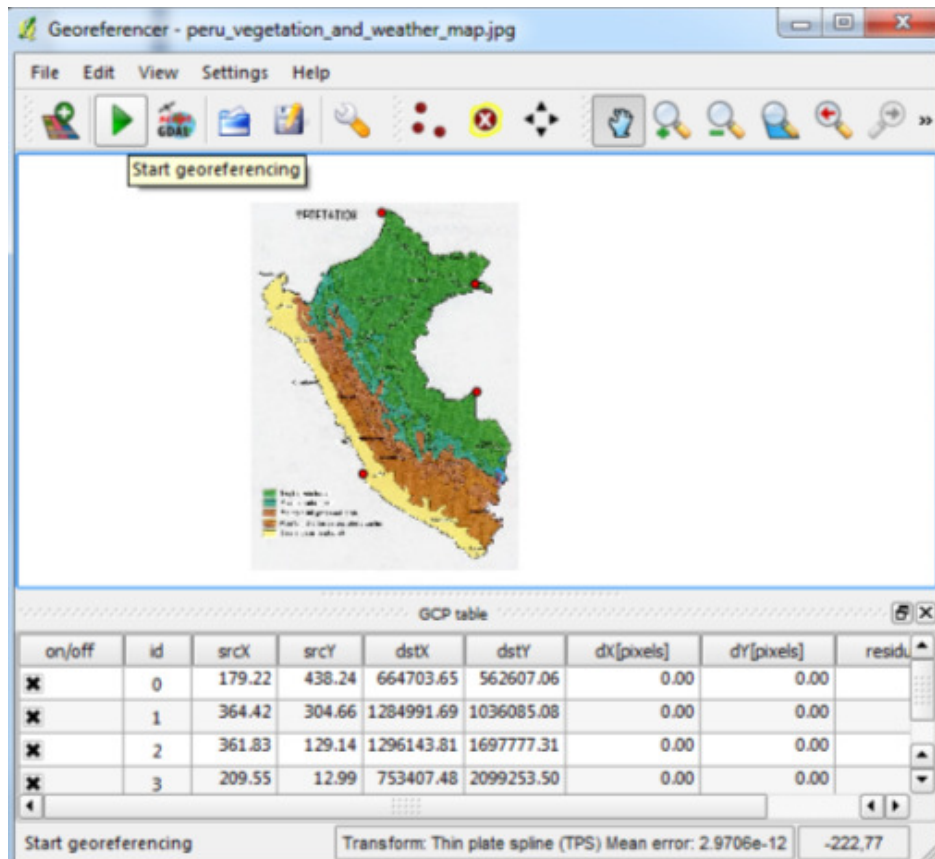 Georeferencer - peru_vegetation_and_weather_map.jpg
File Edit View Settings Help
GDAL
»
Start georeferencing
VEGETATION
GCP table
on/off id srcX srcY dstX dstY dX[pixels] dY[pixels] residu
0 179.22 438.24 664703.65 562607.06 0.00 0.00
1 364.42 304.66 1284991.69 1036085.08 0.00 0.00
2 361.83 129.14 1296143.81 1697777.31 0.00 0.00
3 209.55 12.99 753407.48 2099253.50 0.00 0.00
Start georeferencing Transform: Thin plate spline (TPS) Mean error: 2.9706e-12 -222,77